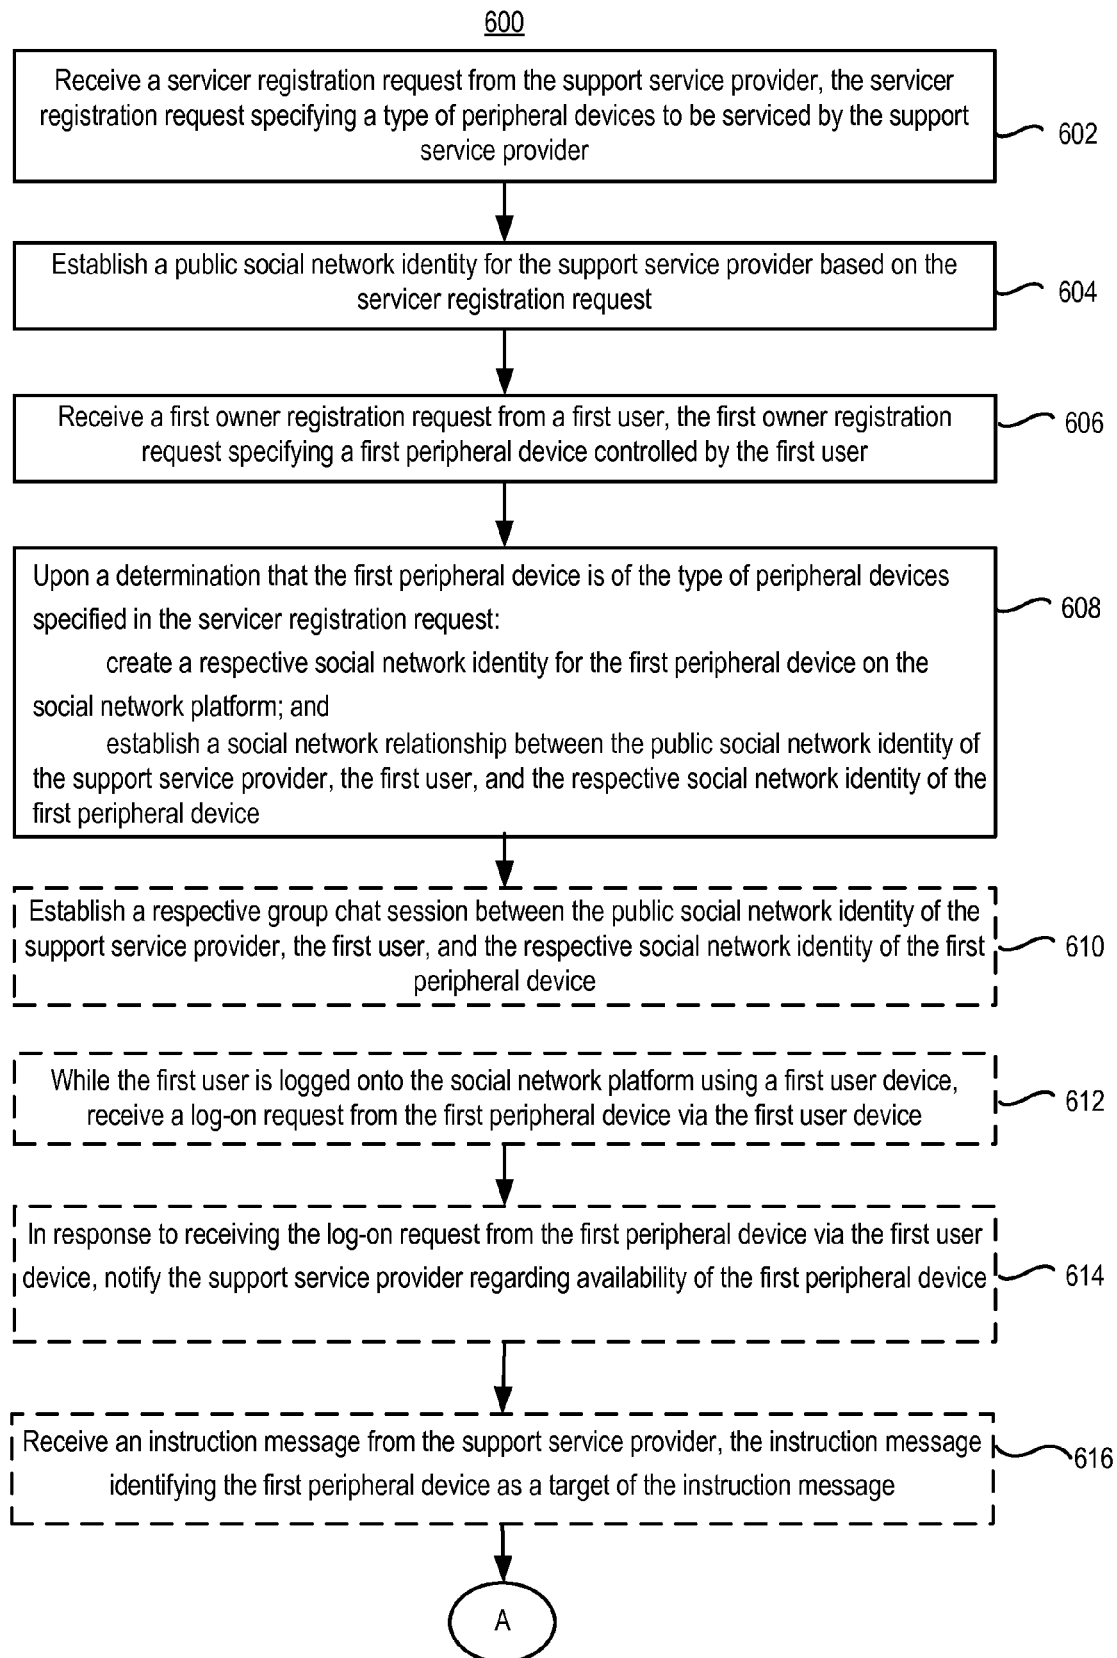 600
Receive a servicer registration request from the support service provider, the servicer
registration request specifying a type of peripheral devices to be serviced by the support
service provider
602
Establish a public social network identity for the support service provider based on the
servicer registration request
604
Receive a first owner registration request from a first user, the first owner registration
request specifying a first peripheral device controlled by the first user
606
Upon a determination that the first peripheral device is of the type of peripheral devices
specified in the servicer registration request:
create a respective social network identity for the first peripheral device on the
social network platform; and
establish a social network relationship between the public social network identity of
the support service provider, the first user, and the respective social network identity of the
first peripheral device
608
Establish a respective group chat session between the public social network identity of the
support service provider, the first user, and the respective social network identity of the first
peripheral device
610
While the first user is logged onto the social network platform using a first user device,
receive a log-on request from the first peripheral device via the first user device
612
In response to receiving the log-on request from the first peripheral device via the first user
device, notify the support service provider regarding availability of the first peripheral device
614
Receive an instruction message from the support service provider, the instruction message
identifying the first peripheral device as a target of the instruction message
616
A